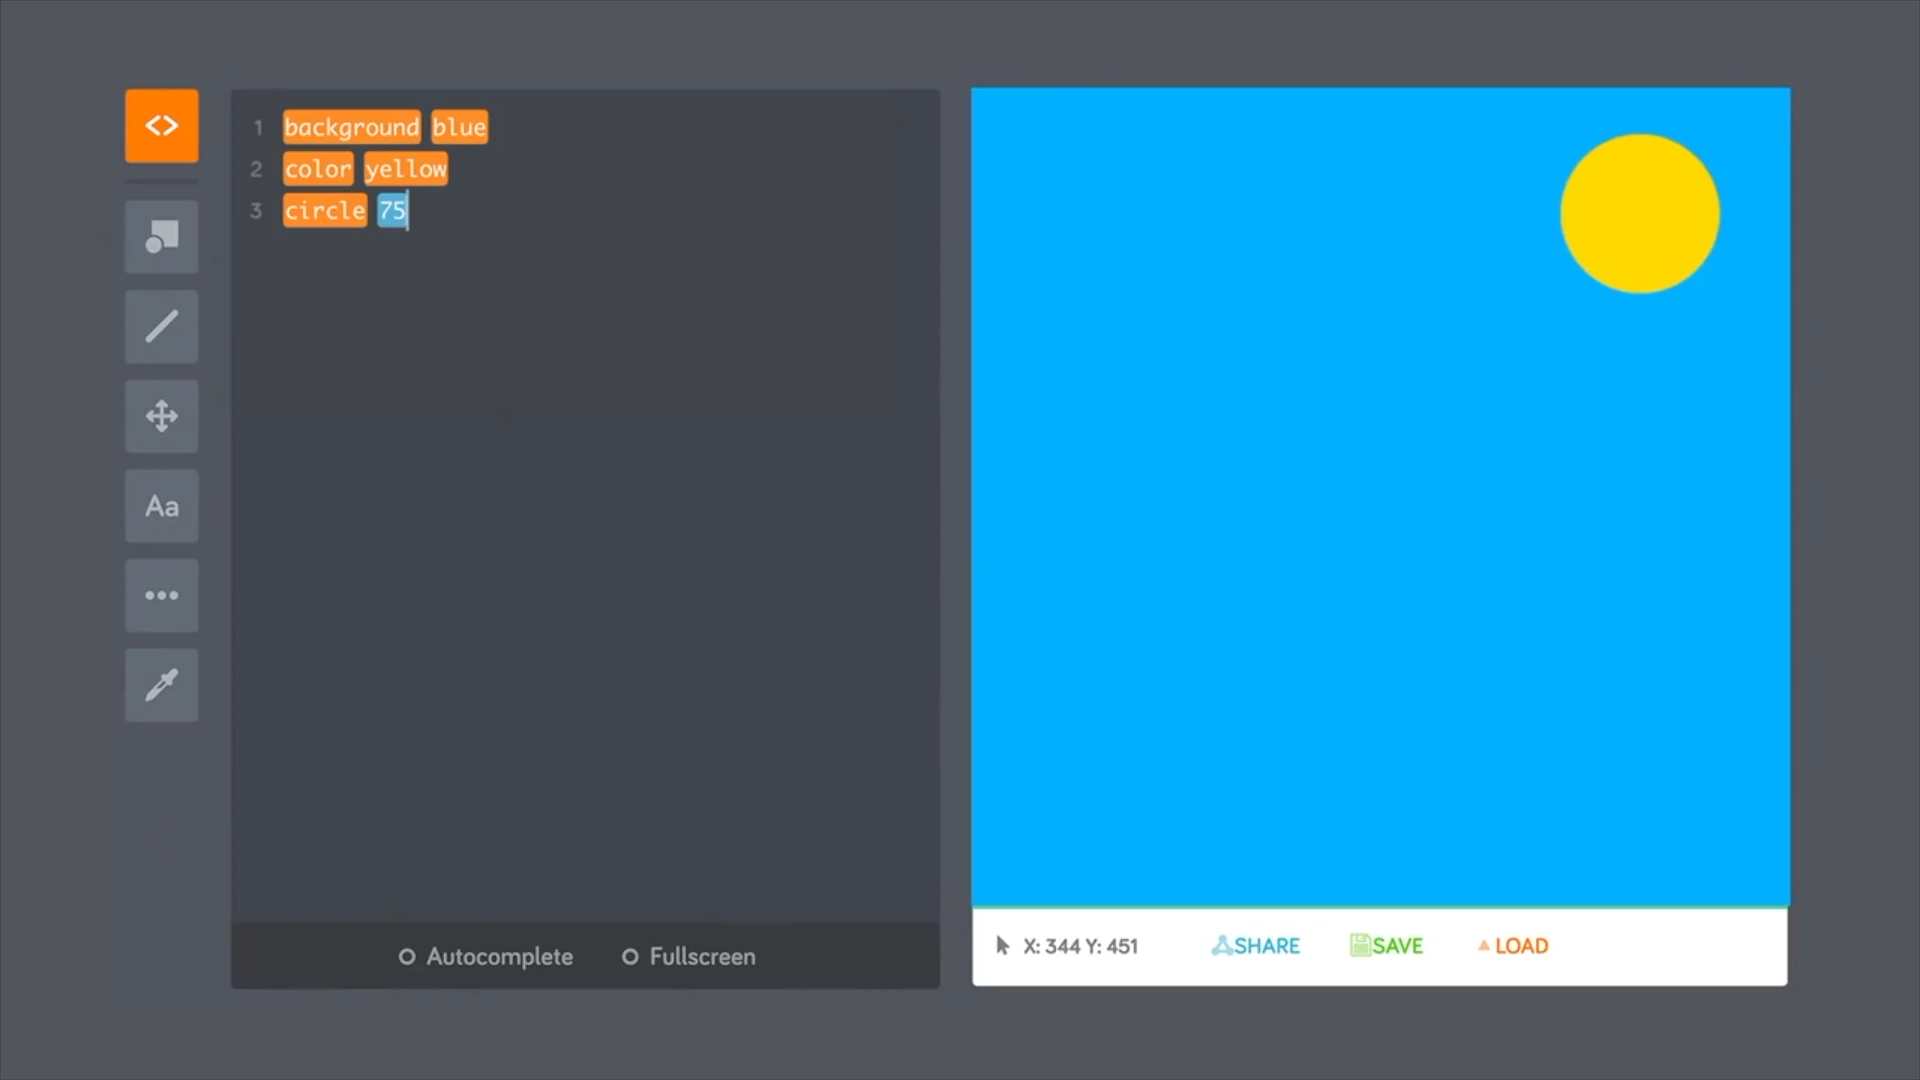 1 background blue
2 color yellow
3 circle 75
Aa
Autocomplete Fullscreen
X: 344 Y: 451 SHARE SAVE LOAD